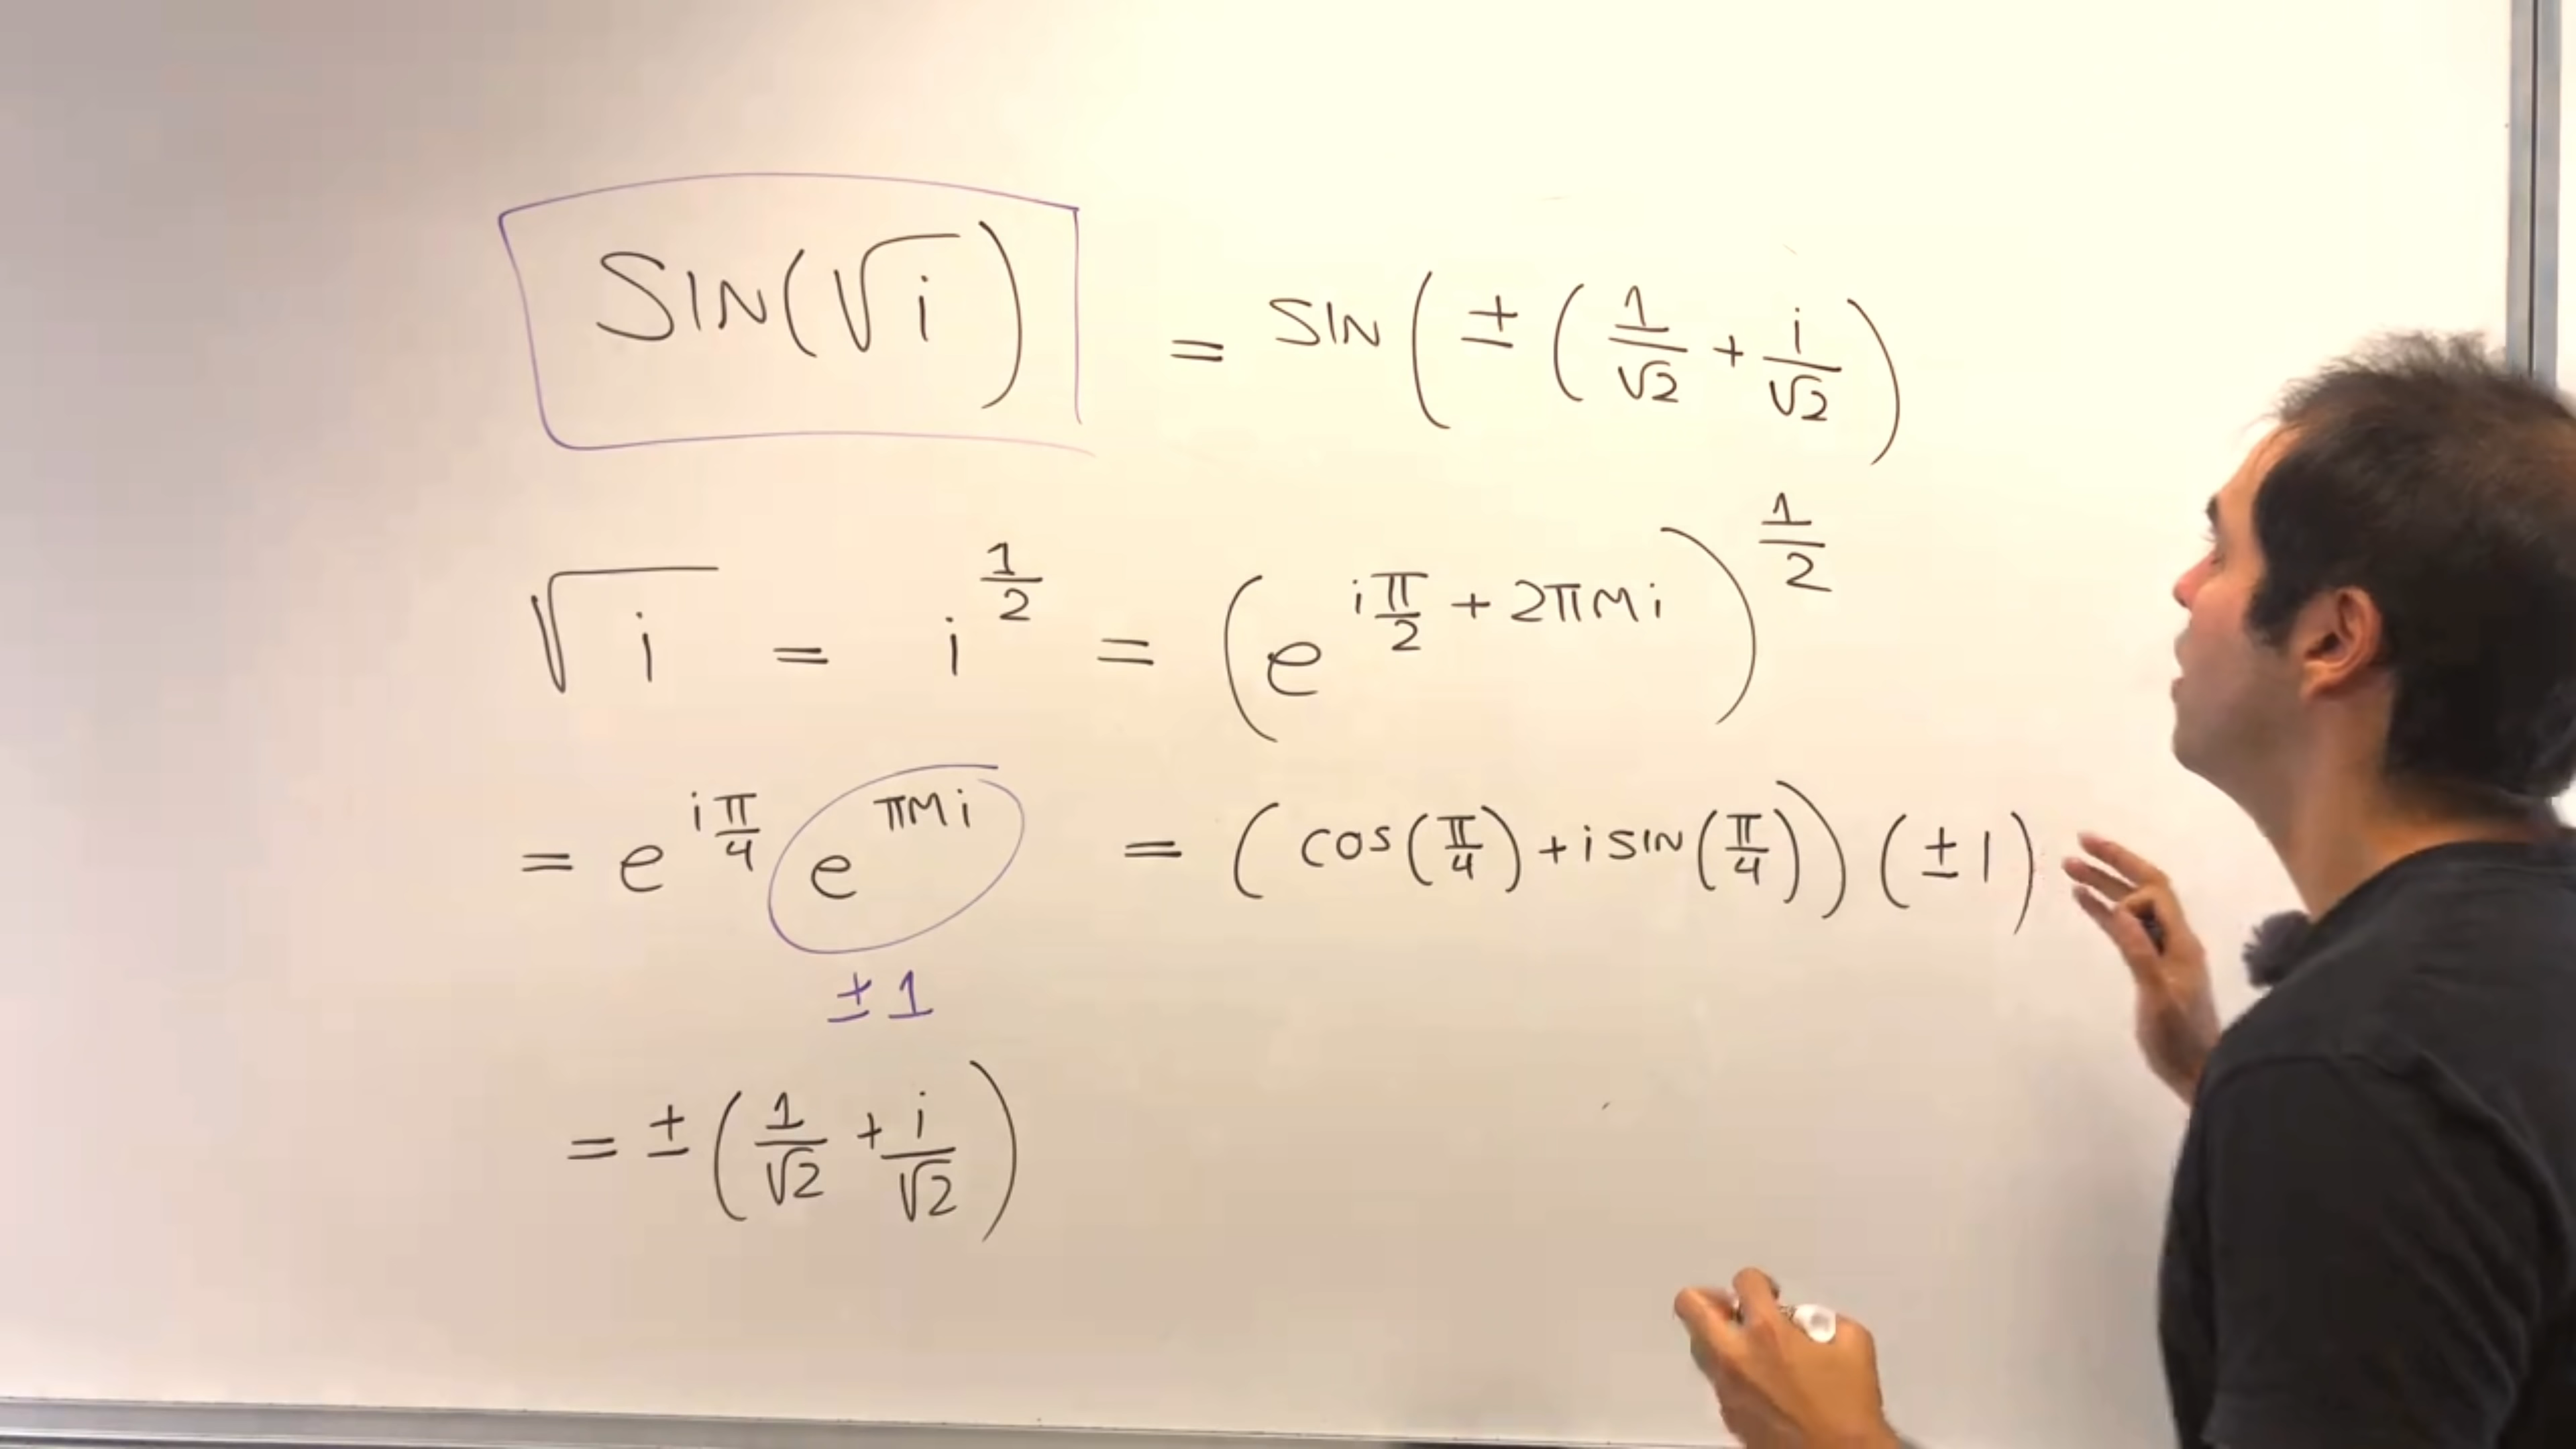 SIN(√i) = SIN(±(1/√2 + i/√2)
√i = i^(1/2) = (e^(iπ/2 + 2πMi))^(1/2)
= e^(iπ/4) e^(πMi) = (cos(π/4) + i SIN(π/4)) (±1)
±1
= ±(1/√2 + i/√2)